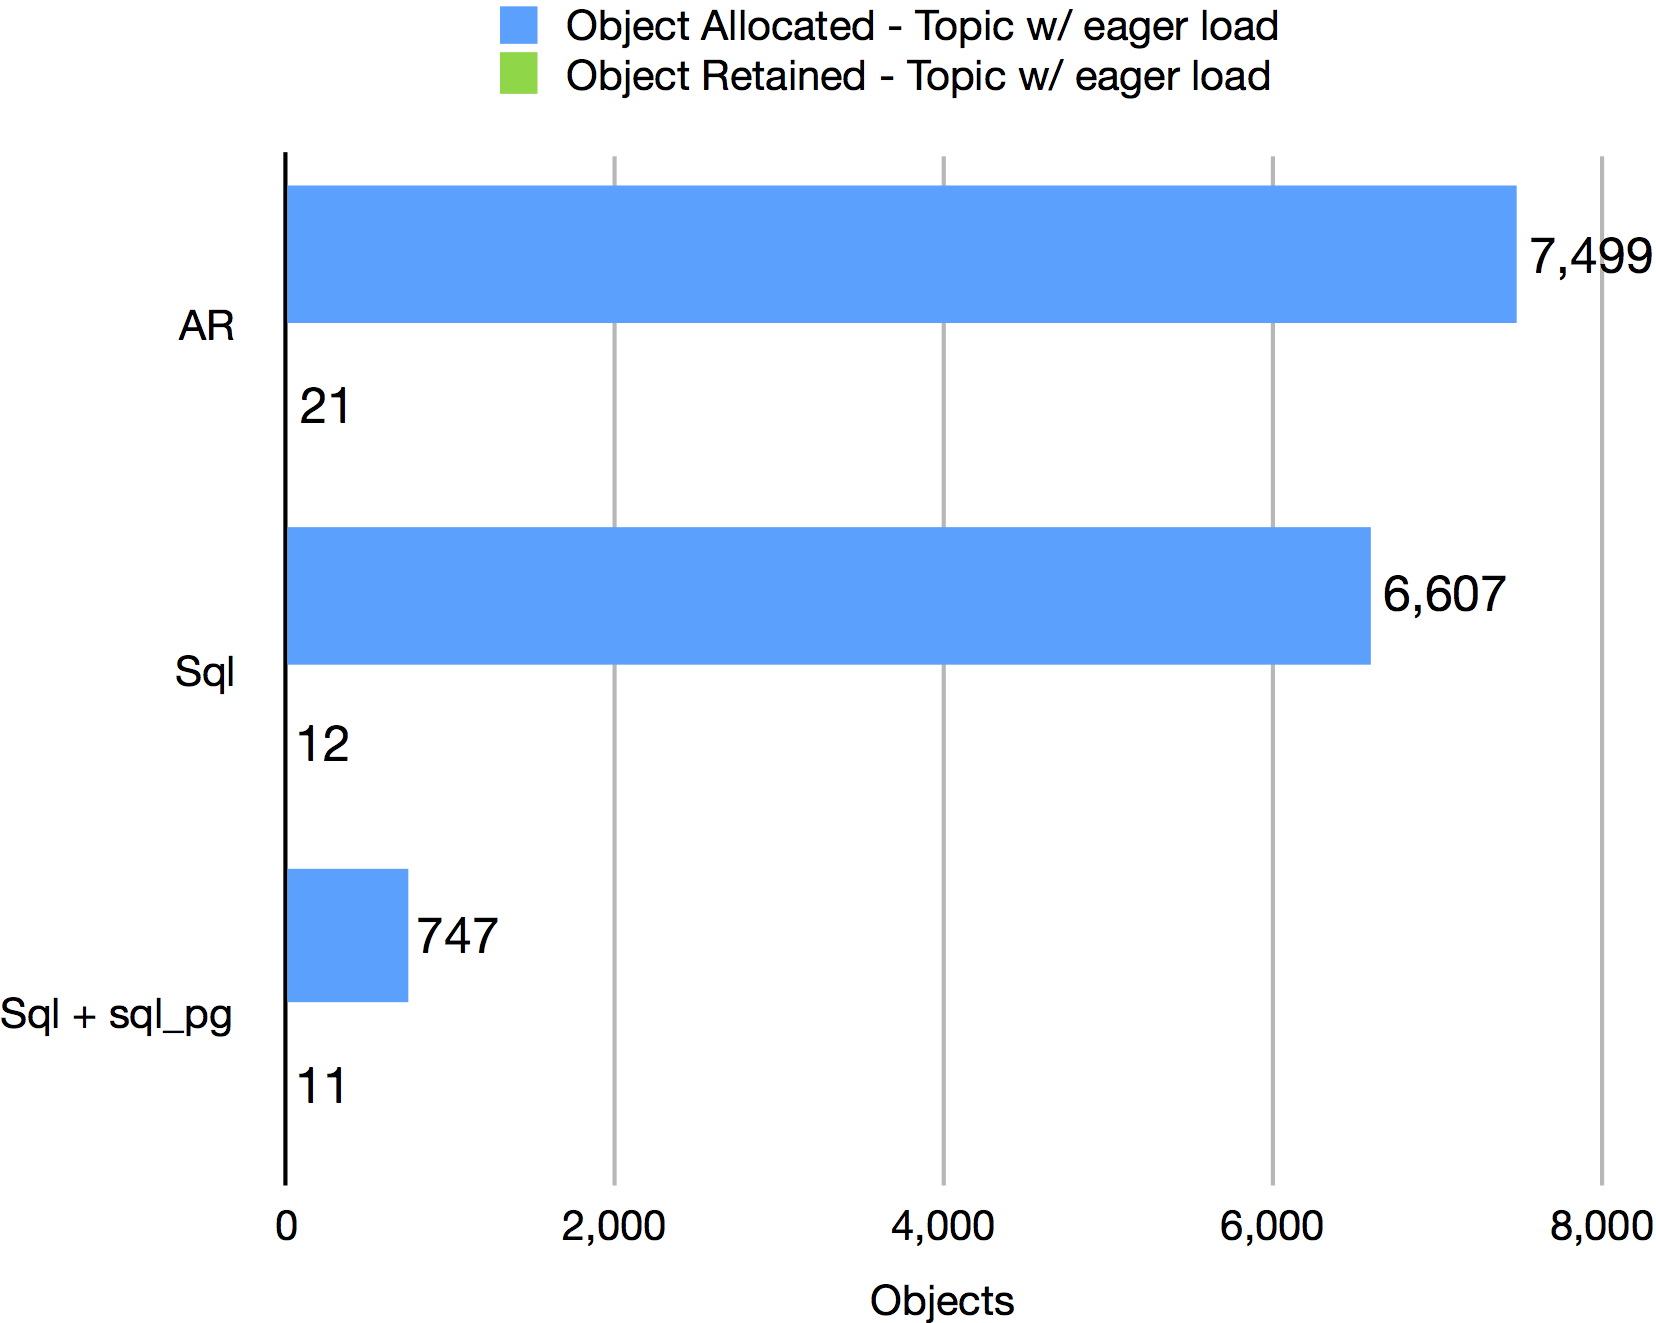 Object Allocated - Topic w/ eager load
Object Retained - Topic w/ eager load
7,499
AR
21
6,607
Sql
12
747
Sql + sql_pg
11
0 2,000 4,000 6,000 8,000
Objects